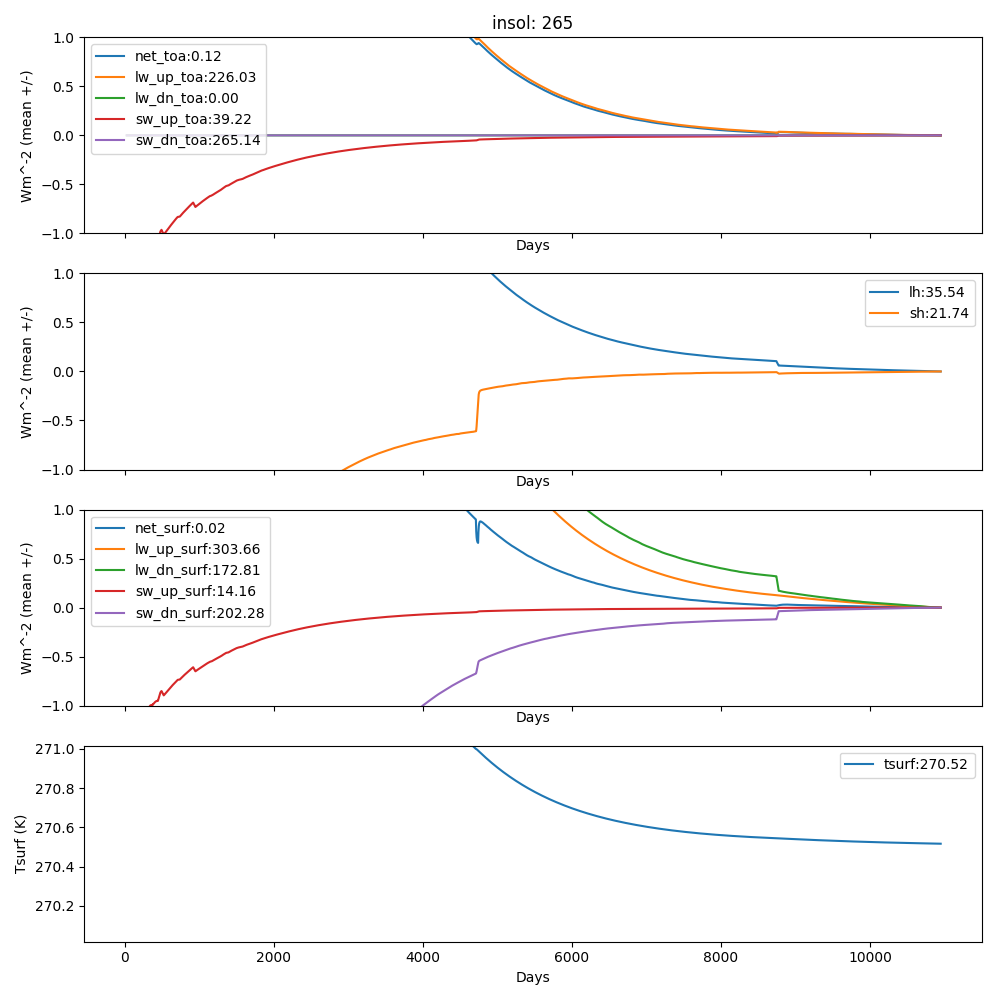 insol: 265
1.0
0.5
0.0
−0.5
−1.0
Wm^-2 (mean +/-)
net_toa:0.12
lw_up_toa:226.03
lw_dn_toa:0.00
sw_up_toa:39.22
sw_dn_toa:265.14
Days
1.0
0.5
0.0
−0.5
−1.0
Wm^-2 (mean +/-)
lh:35.54
sh:21.74
Days
1.0
0.5
0.0
−0.5
−1.0
Wm^-2 (mean +/-)
net_surf:0.02
lw_up_surf:303.66
lw_dn_surf:172.81
sw_up_surf:14.16
sw_dn_surf:202.28
Days
271.0
270.8
270.6
270.4
270.2
Tsurf (K)
tsurf:270.52
0 2000 4000 6000 8000 10000
Days